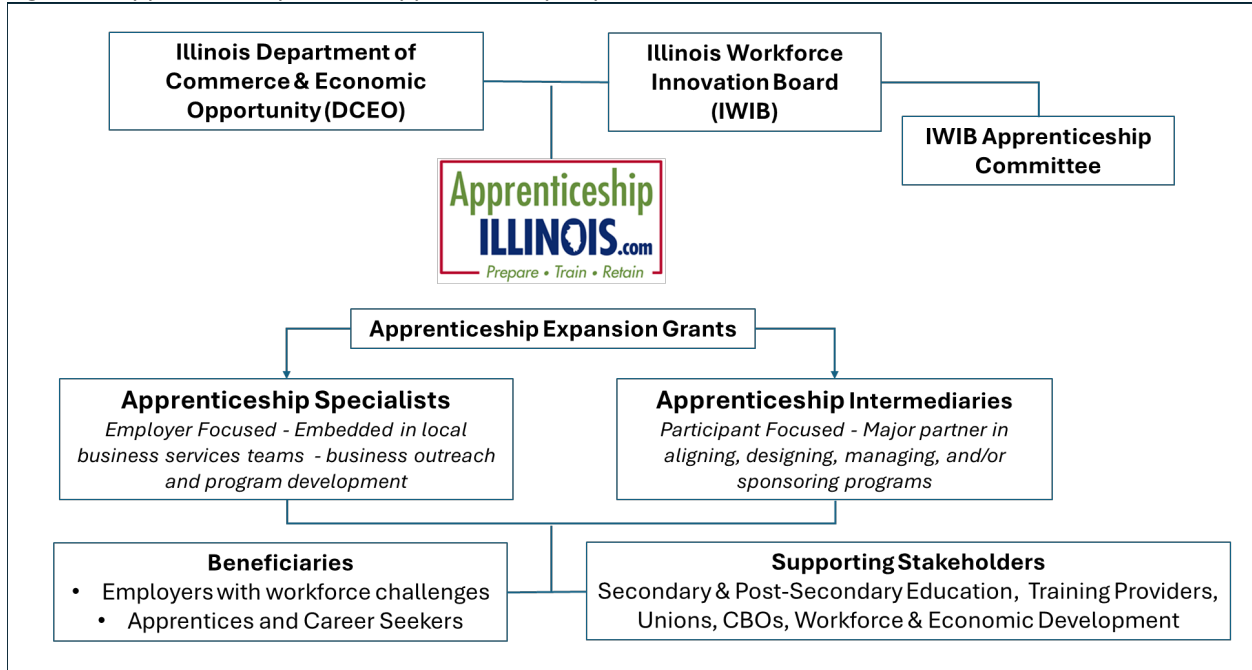 Illinois Department of
Commerce & Economic
Opportunity (DCEO)
Illinois Workforce
Innovation Board
(IWIB)
IWIB Apprenticeship
Committee
Apprenticeship
ILLINOIS.com
Prepare • Train • Retain
Apprenticeship Expansion Grants
Apprenticeship Specialists
Employer Focused - Embedded in local
business services teams - business outreach
and program development
Apprenticeship Intermediaries
Participant Focused - Major partner in
aligning, designing, managing, and/or
sponsoring programs
Beneficiaries
• Employers with workforce challenges
• Apprentices and Career Seekers
Supporting Stakeholders
Secondary & Post-Secondary Education, Training Providers,
Unions, CBOs, Workforce & Economic Development